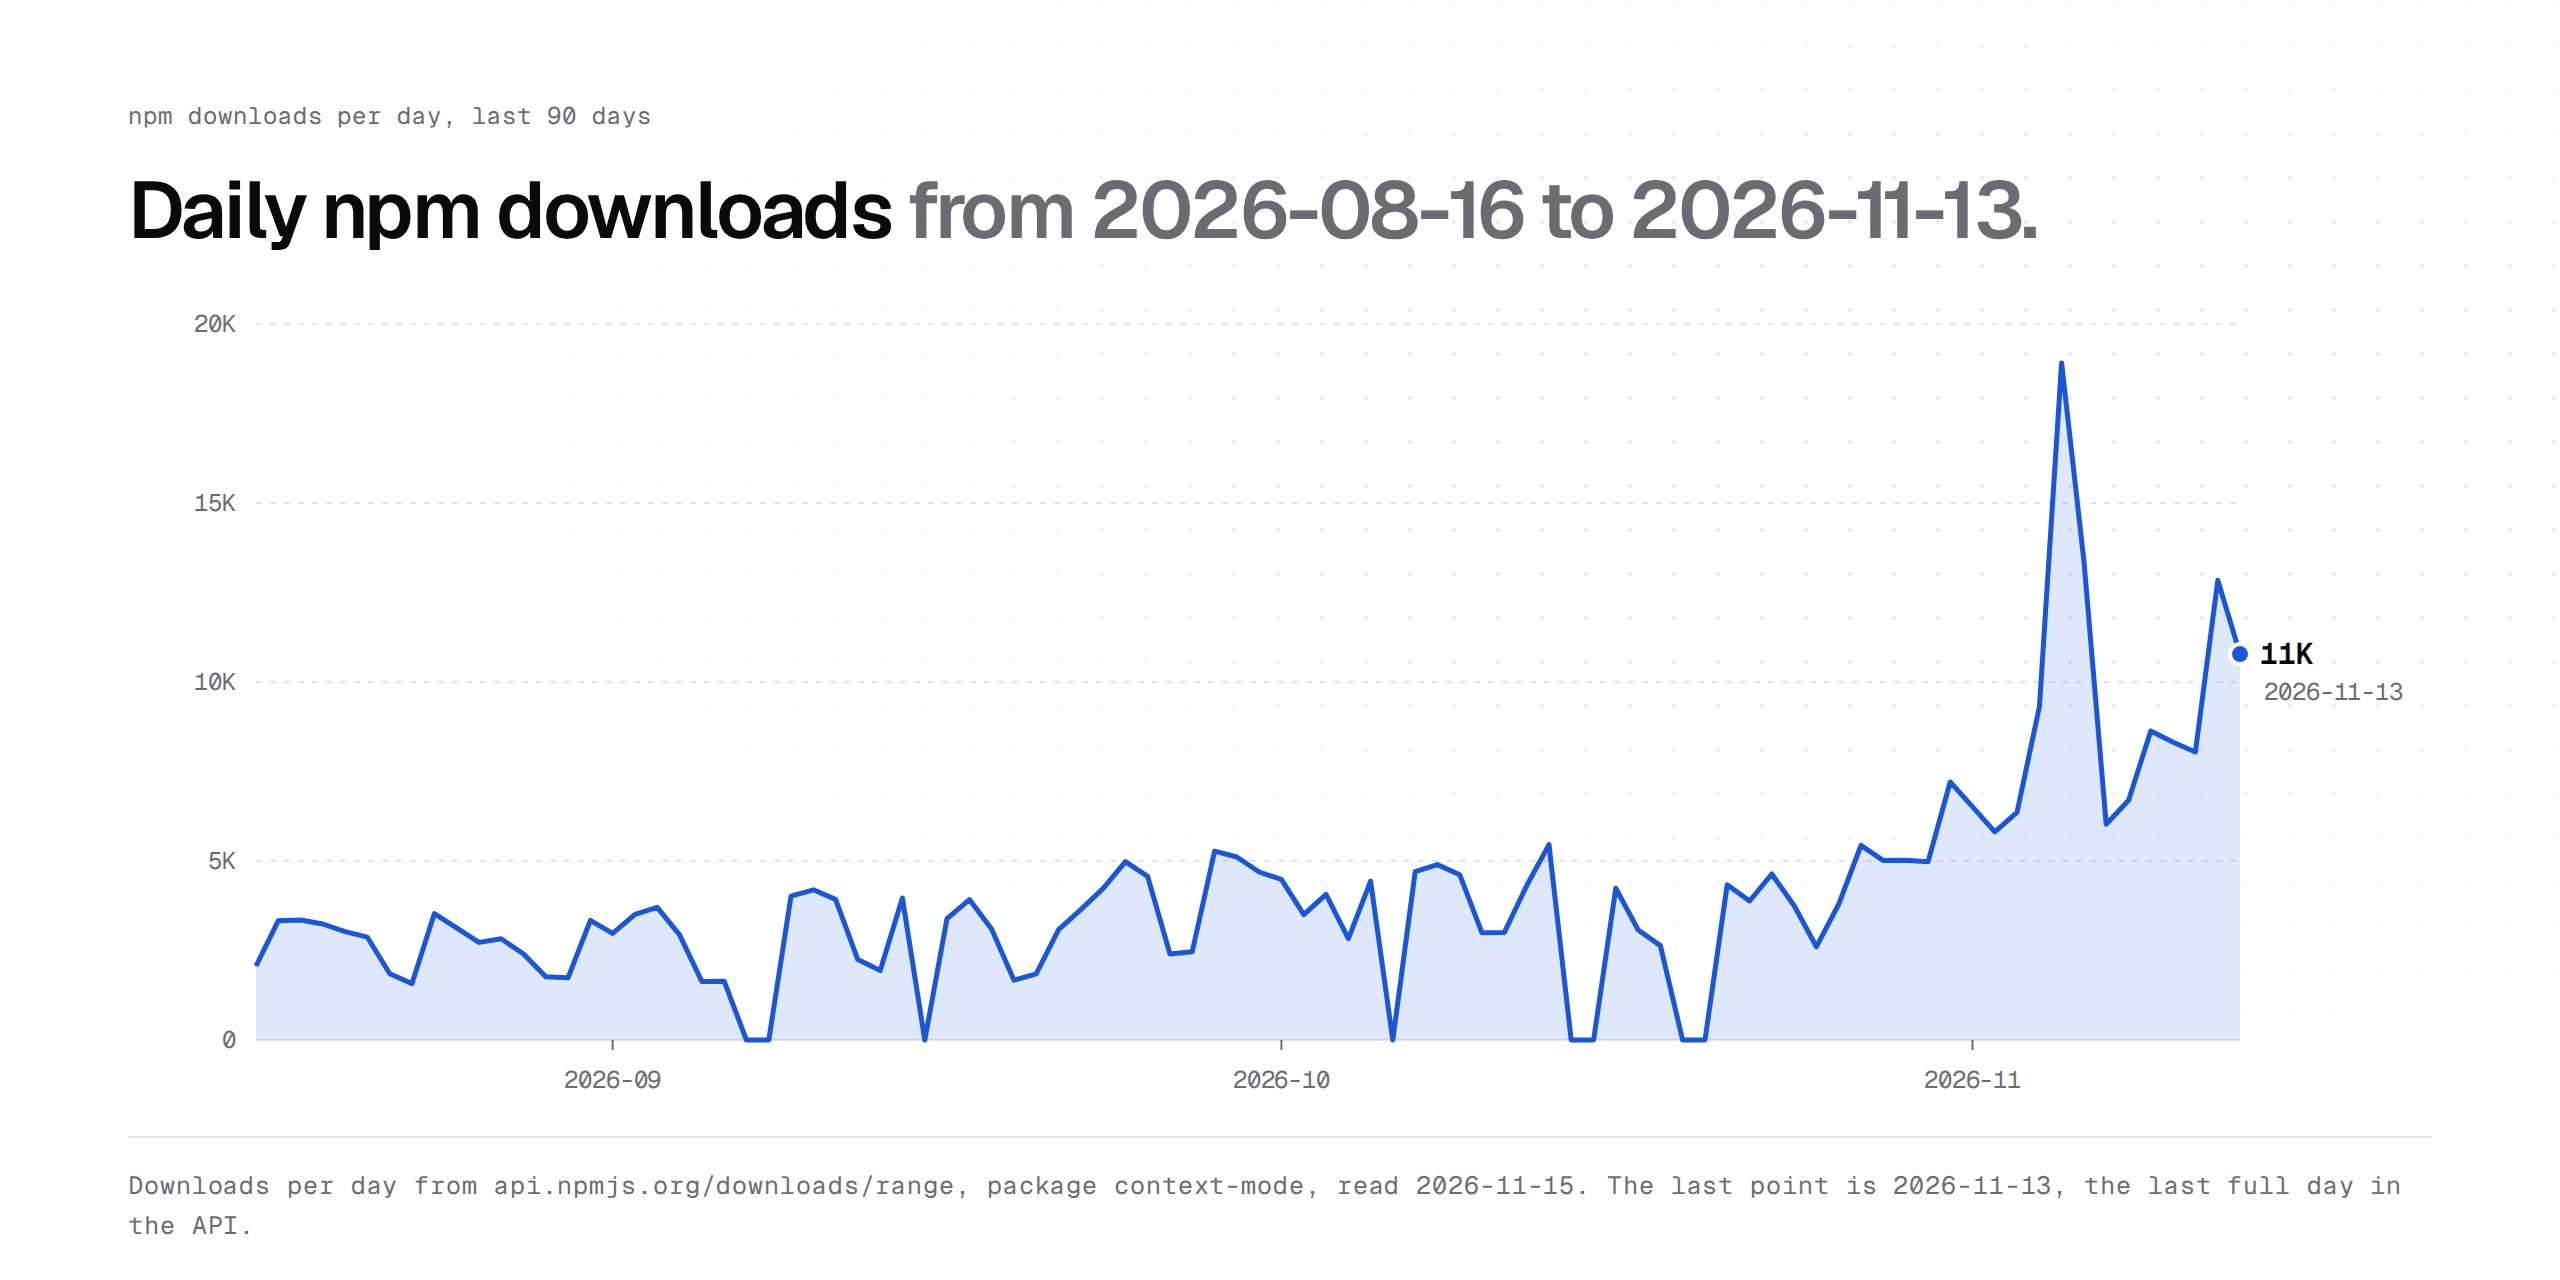 npm downloads per day, last 90 days
Daily npm downloads from 2026-08-16 to 2026-11-13.
20K
15K
10K
5K
0
11K
2026-11-13
2026-09
2026-10
2026-11
Downloads per day from api.npmjs.org/downloads/range, package context-mode, read 2026-11-15. The last point is 2026-11-13, the last full day in
the API.